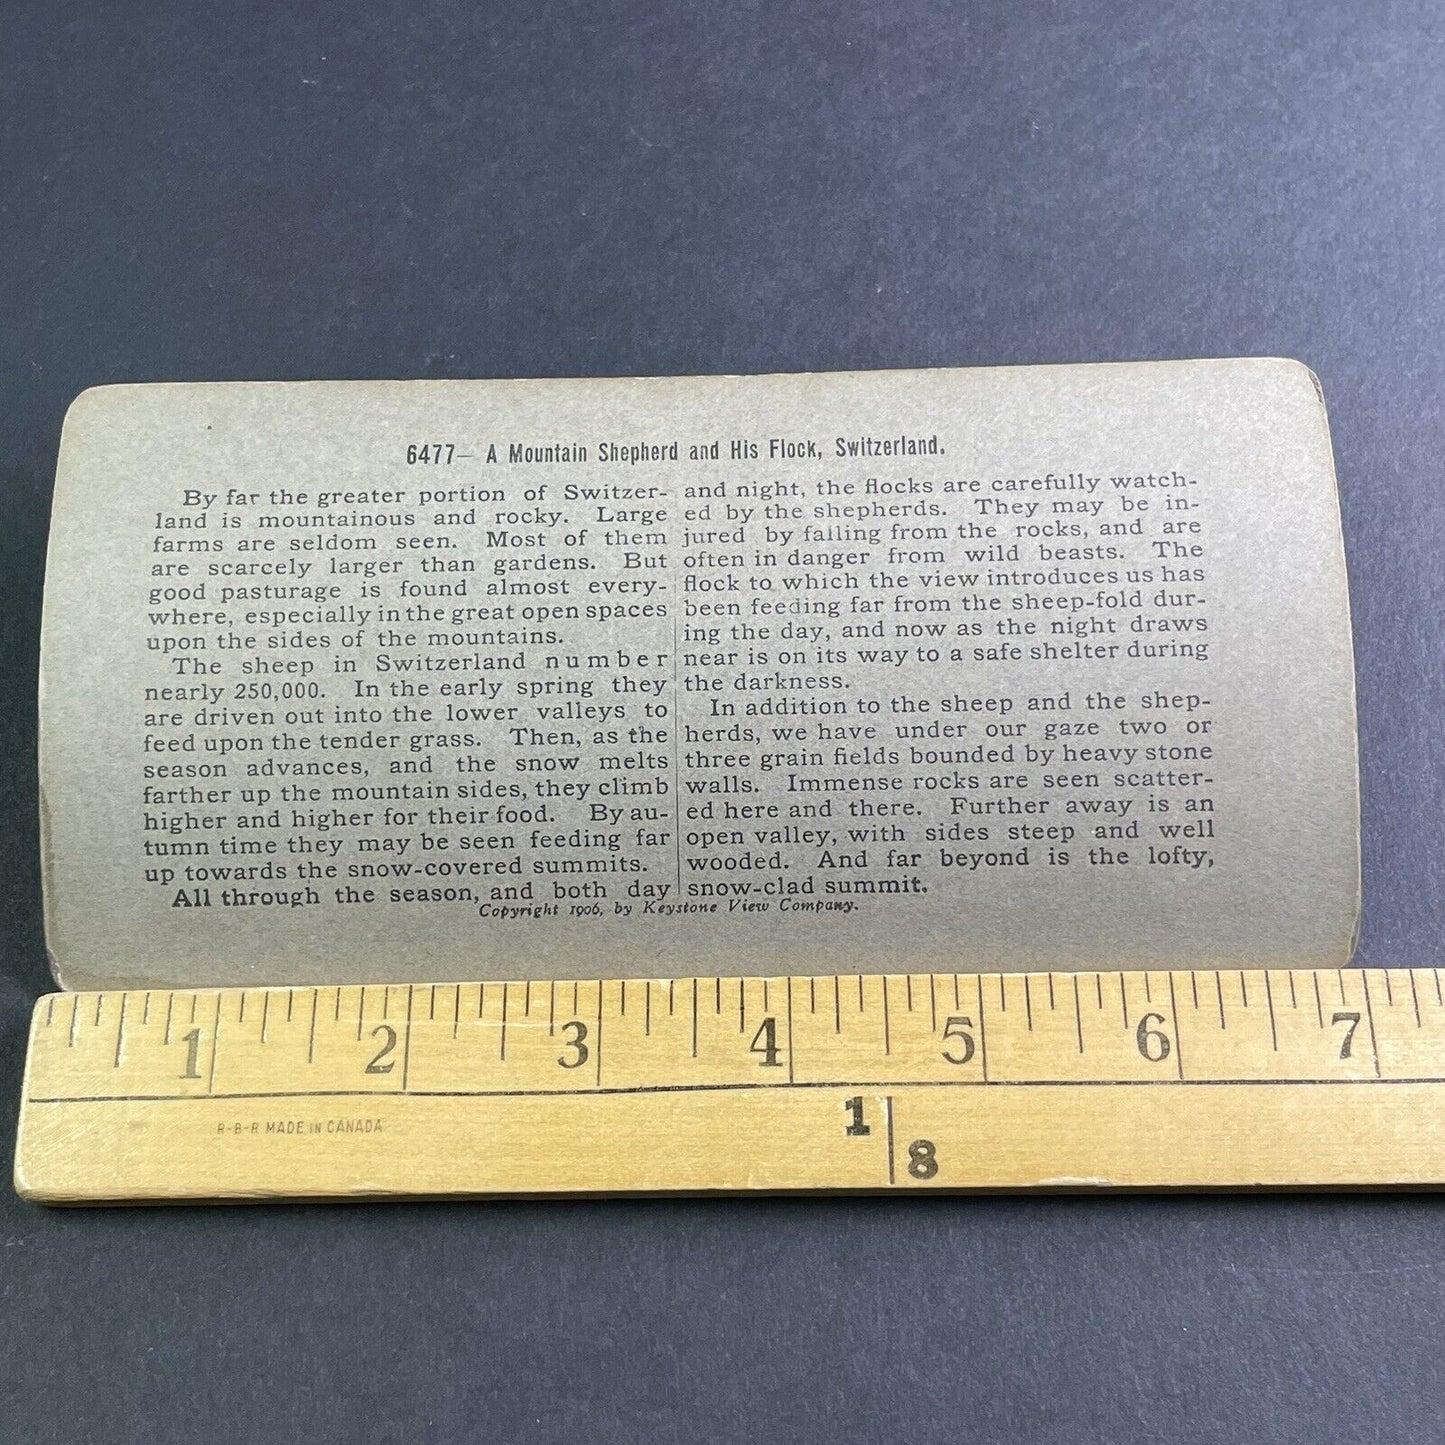 6477— A Mountain Shepherd and His Flock, Switzerland.
By far the greater portion of Switzer-
land is mountainous and rocky. Large
farms are seldom seen. Most of them
are scarcely larger than gardens. But
good pasturage is found almost every-
where, especially in the great open spaces
upon the sides of the mountains.
The sheep in Switzerland number
nearly 250,000. In the early spring they
are driven out into the lower valleys to
feed upon the tender grass. Then, as the
season advances, and the snow melts
farther up the mountain sides, they climb
higher and higher for their food. By au-
tumn time they may be seen feeding far
up towards the snow-covered summits.
All through the season, and both day
and night, the flocks are carefully watch-
ed by the shepherds. They may be in-
jured by falling from the rocks, and are
often in danger from wild beasts. The
flock to which the view introduces us has
been feeding far from the sheep-fold dur-
ing the day, and now as the night draws
near is on its way to a safe shelter during
the darkness.
In addition to the sheep and the shep-
herds, we have under our gaze two or
three grain fields bounded by heavy stone
walls. Immense rocks are seen scatter-
ed here and there. Further away is an
open valley, with sides steep and well
wooded. And far beyond is the lofty,
snow-clad summit.
Copyright 1906, by Keystone View Company.
1 2 3 4 5 6 7
R-B-R MADE IN CANADA
1
8